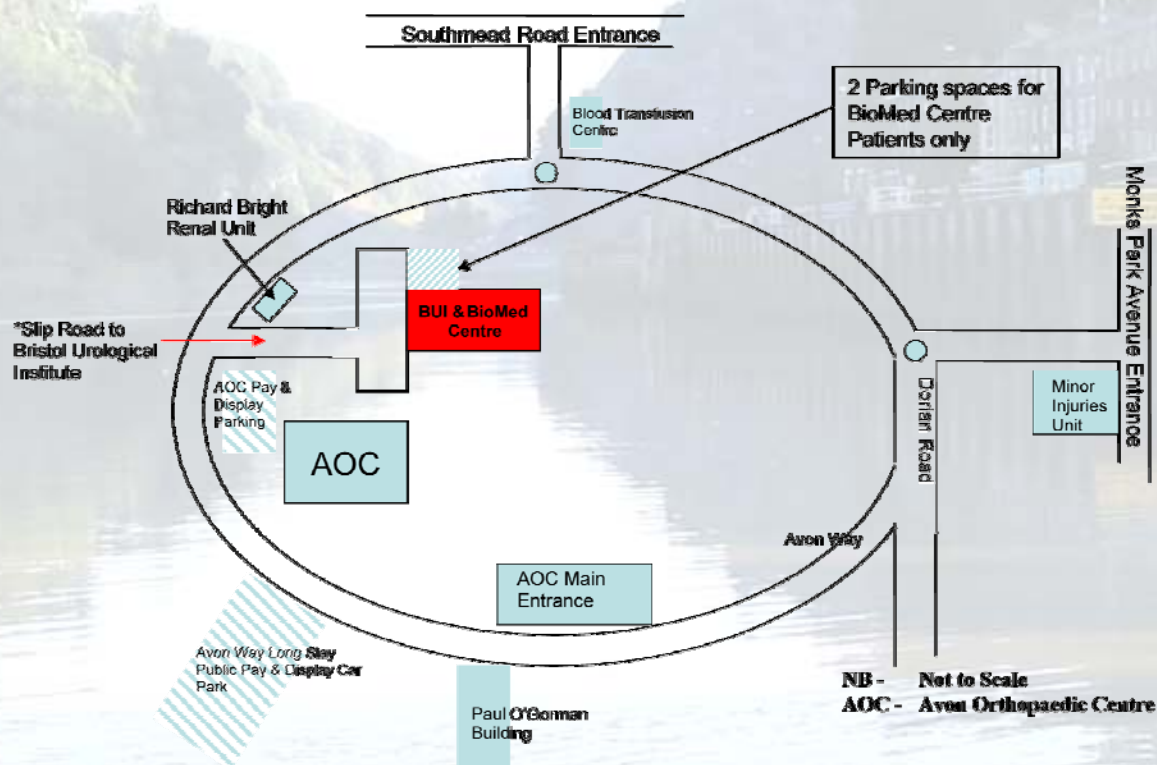 Southmead Road Entrance
2 Parking spaces for
BioMed Centre
Patients only
Blood Transfusion
Centre
Monks Park Avenue Entrance
Richard Bright
Renal Unit
BUI & BioMed
Centre
*Slip Road to
Bristol Urological
Institute
AOC Pay &
Display
Parking
Dorian Road
Minor
Injuries
Unit
AOC
Avon Way
AOC Main
Entrance
Avon Way Long Stay
Public Pay & Display Car
Park
Paul O'Gorman
Building
NB - Not to Scale
AOC - Avon Orthopaedic Centre